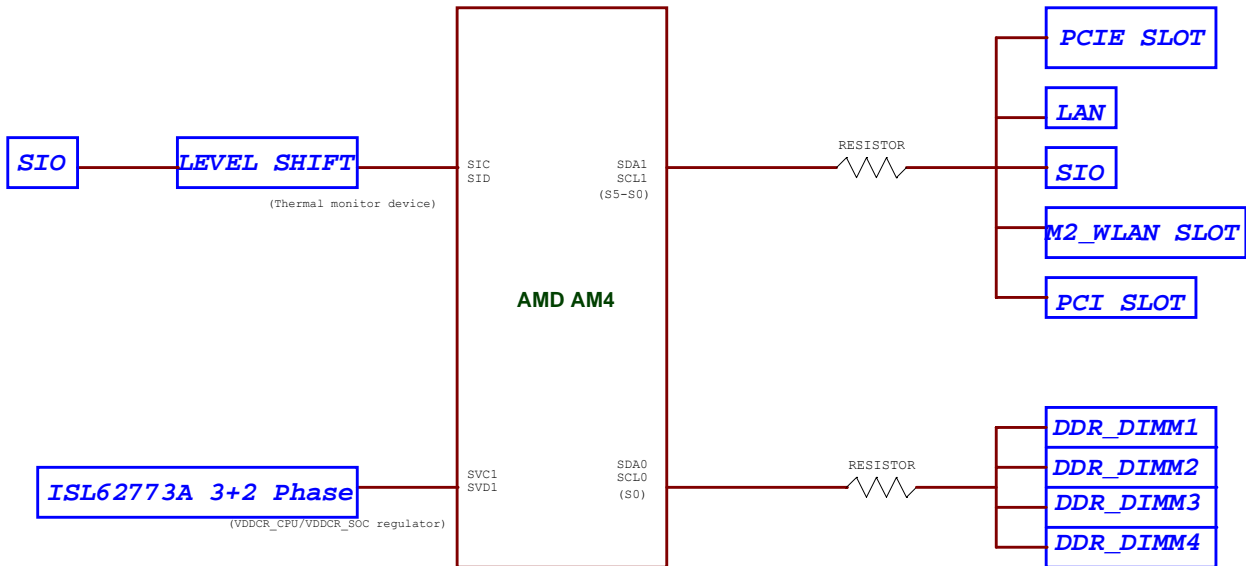 PCIE SLOT
LAN
SIO
LEVEL SHIFT
(Thermal monitor device)
SIC
SID
SDA1
SCL1
(S5-S0)
RESISTOR
SIO
M2_WLAN SLOT
PCI SLOT
AMD AM4
ISL62773A 3+2 Phase
(VDDCR_CPU/VDDCR_SOC regulator)
SVC1
SVD1
SDA0
SCL0
(S0)
RESISTOR
DDR_DIMM1
DDR_DIMM2
DDR_DIMM3
DDR_DIMM4